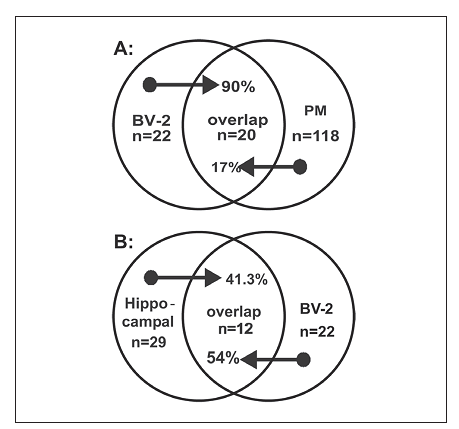 A:
90%
BV-2
n=22
overlap
n=20
PM
n=118
17%
B:
41.3%
Hippo-
campal
n=29
overlap
n=12
BV-2
n=22
54%